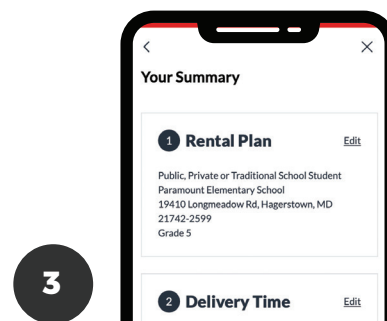 Your Summary
1 Rental Plan Edit
Public, Private or Traditional School Student
Paramount Elementary School
19410 Longmeadow Rd, Hagerstown, MD
21742-2599
Grade 5
3
2 Delivery Time Edit